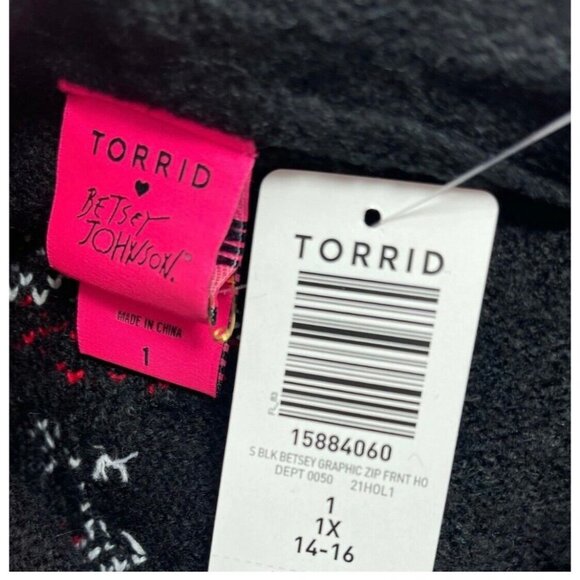 TORRID
♥
BETSEY
JOHNSON®
MADE IN CHINA
1
TORRID
FL_83
15884060
S BLK BETSEY GRAPHIC ZIP FRNT HO
DEPT 0050 21HOL1
1
1X
14-16